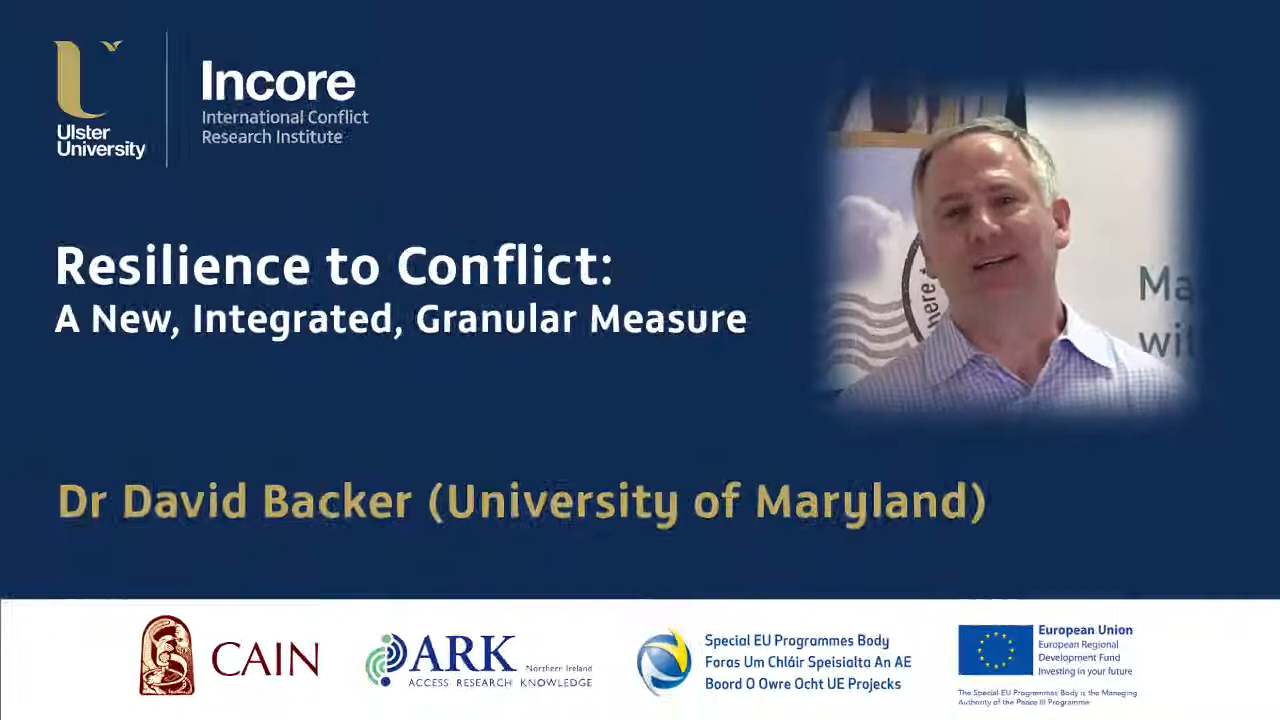 Ulster
University
Incore
International Conflict
Research Institute
Resilience to Conflict:
A New, Integrated, Granular Measure
here
Ma
wit
Dr David Backer (University of Maryland)
CAIN
ARK
Northern Ireland
ACCESS RESEARCH KNOWLEDGE
Special EU Programmes Body
Foras Um Chláir Speisialta An AE
Boord O Owre Ocht UE Projecks
European Union
European Regional
Development Fund
Investing in your future
The Special EU Programmes Body is the Managing
Authority of the Peace III Programme